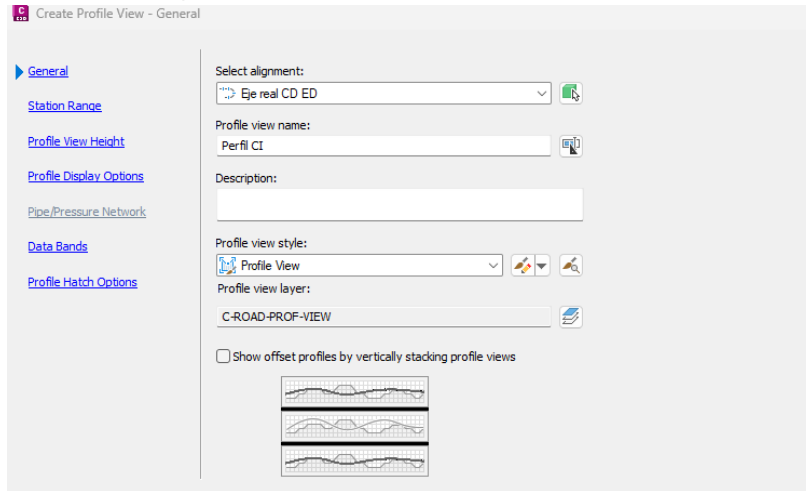 C
C3D
Create Profile View - General
General
Station Range
Profile View Height
Profile Display Options
Pipe/Pressure Network
Data Bands
Profile Hatch Options
Select alignment:
Eje real CD ED
Profile view name:
Perfil CI
Description:
Profile view style:
Profile View
Profile view layer:
C-ROAD-PROF-VIEW
Show offset profiles by vertically stacking profile views